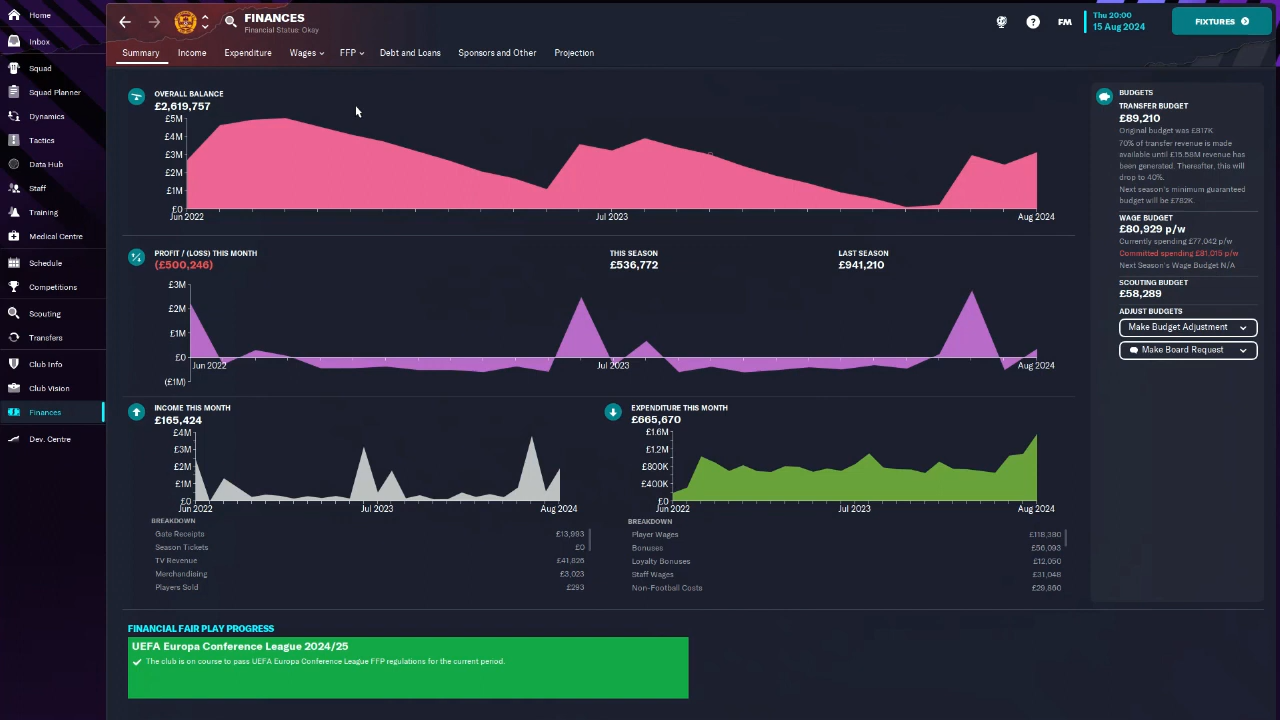 Home
Inbox
Squad
Squad Planner
Dynamics
Tactics
Data Hub
Staff
Training
Medical Centre
Schedule
Competitions
Scouting
Transfers
Club Info
Club Vision
Finances
Dev. Centre
FINANCES
Financial Status: Okay
FM
Thu 20:00
15 Aug 2024
FIXTURES
Summary
Income
Expenditure
Wages
FFP
Debt and Loans
Sponsors and Other
Projection
OVERALL BALANCE
£2,619,757
£5M
£4M
£3M
£2M
£1M
£0
Jun 2022
Jul 2023
Aug 2024
PROFIT / (LOSS) THIS MONTH
(£500,246)
THIS SEASON
£536,772
LAST SEASON
£941,210
£3M
£2M
£1M
£0
(£1M)
Jun 2022
Jul 2023
Aug 2024
INCOME THIS MONTH
£165,424
£4M
£3M
£2M
£1M
£0
Jun 2022
Jul 2023
Aug 2024
BREAKDOWN
Gate Receipts £13,993
Season Tickets £0
TV Revenue £41,826
Merchandising £3,023
Players Sold £293
EXPENDITURE THIS MONTH
£665,670
£1.6M
£1.2M
£800K
£400K
£0
Jun 2022
Jul 2023
Aug 2024
BREAKDOWN
Player Wages £118,380
Bonuses £56,093
Loyalty Bonuses £12,050
Staff Wages £31,048
Non-Football Costs £29,860
FINANCIAL FAIR PLAY PROGRESS
UEFA Europa Conference League 2024/25
The club is on course to pass UEFA Europa Conference League FFP regulations for the current period.
BUDGETS
TRANSFER BUDGET
£89,210
Original budget was £817K
70% of transfer revenue is made
available until £15.58M revenue has
been generated. Thereafter, this will
drop to 40%.
Next season's minimum guaranteed
budget will be £782K.
WAGE BUDGET
£80,929 p/w
Currently spending £77,042 p/w
Committed spending £81,015 p/w
Next Season's Wage Budget N/A
SCOUTING BUDGET
£58,289
ADJUST BUDGETS
Make Budget Adjustment
Make Board Request